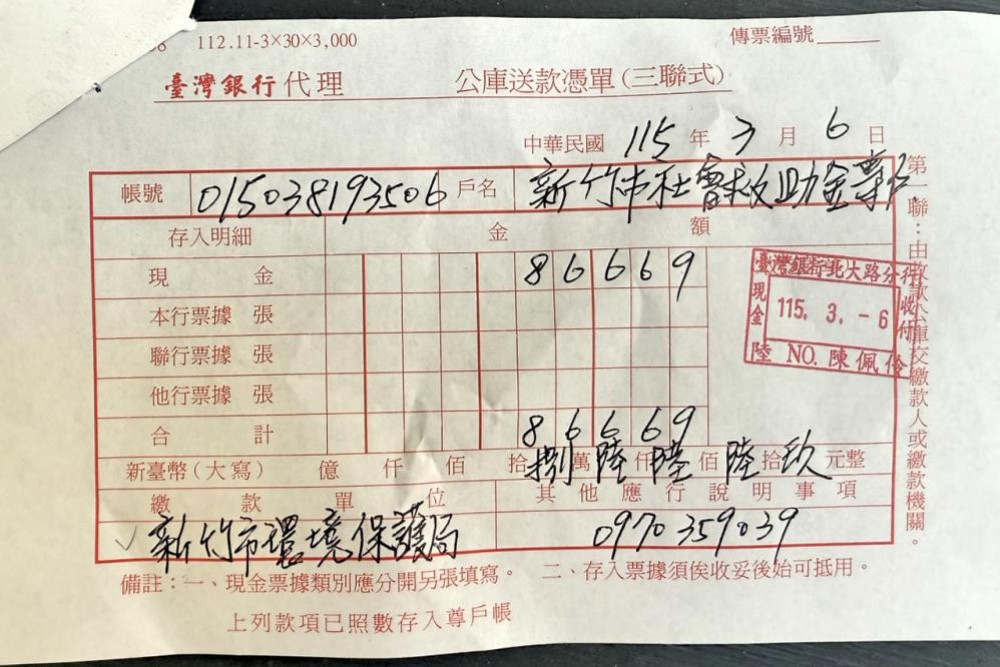 8 112.11-3×30×3,000
傳票編號
臺灣銀行代理 公庫送款憑單(三聯式)
中華民國 115 年 3 月 6 日
帳號 015038193506 戶名 新竹市社會救助金專戶
存入明細 金 額
現 金 86669
本行票據 張
聯行票據 張
他行票據 張
合 計 86669
新臺幣(大寫) 億 仟 佰 拾 捌 萬 陸 仟 陸 佰 陸 拾 玖 元整
繳 款 單 位 其 他 應 行 說 明 事 項
新竹市環境保護局 0970359039
備註:一、現金票據類別應分開另張填寫。 二、存入票據須俟收妥後始可抵用。
上列款項已照數存入尊戶帳
臺灣銀行北大路分行
現金 收付
115. 3. -6
陸 NO. 陳佩伶
第一聯:由收款公庫交繳款人或繳款機關。